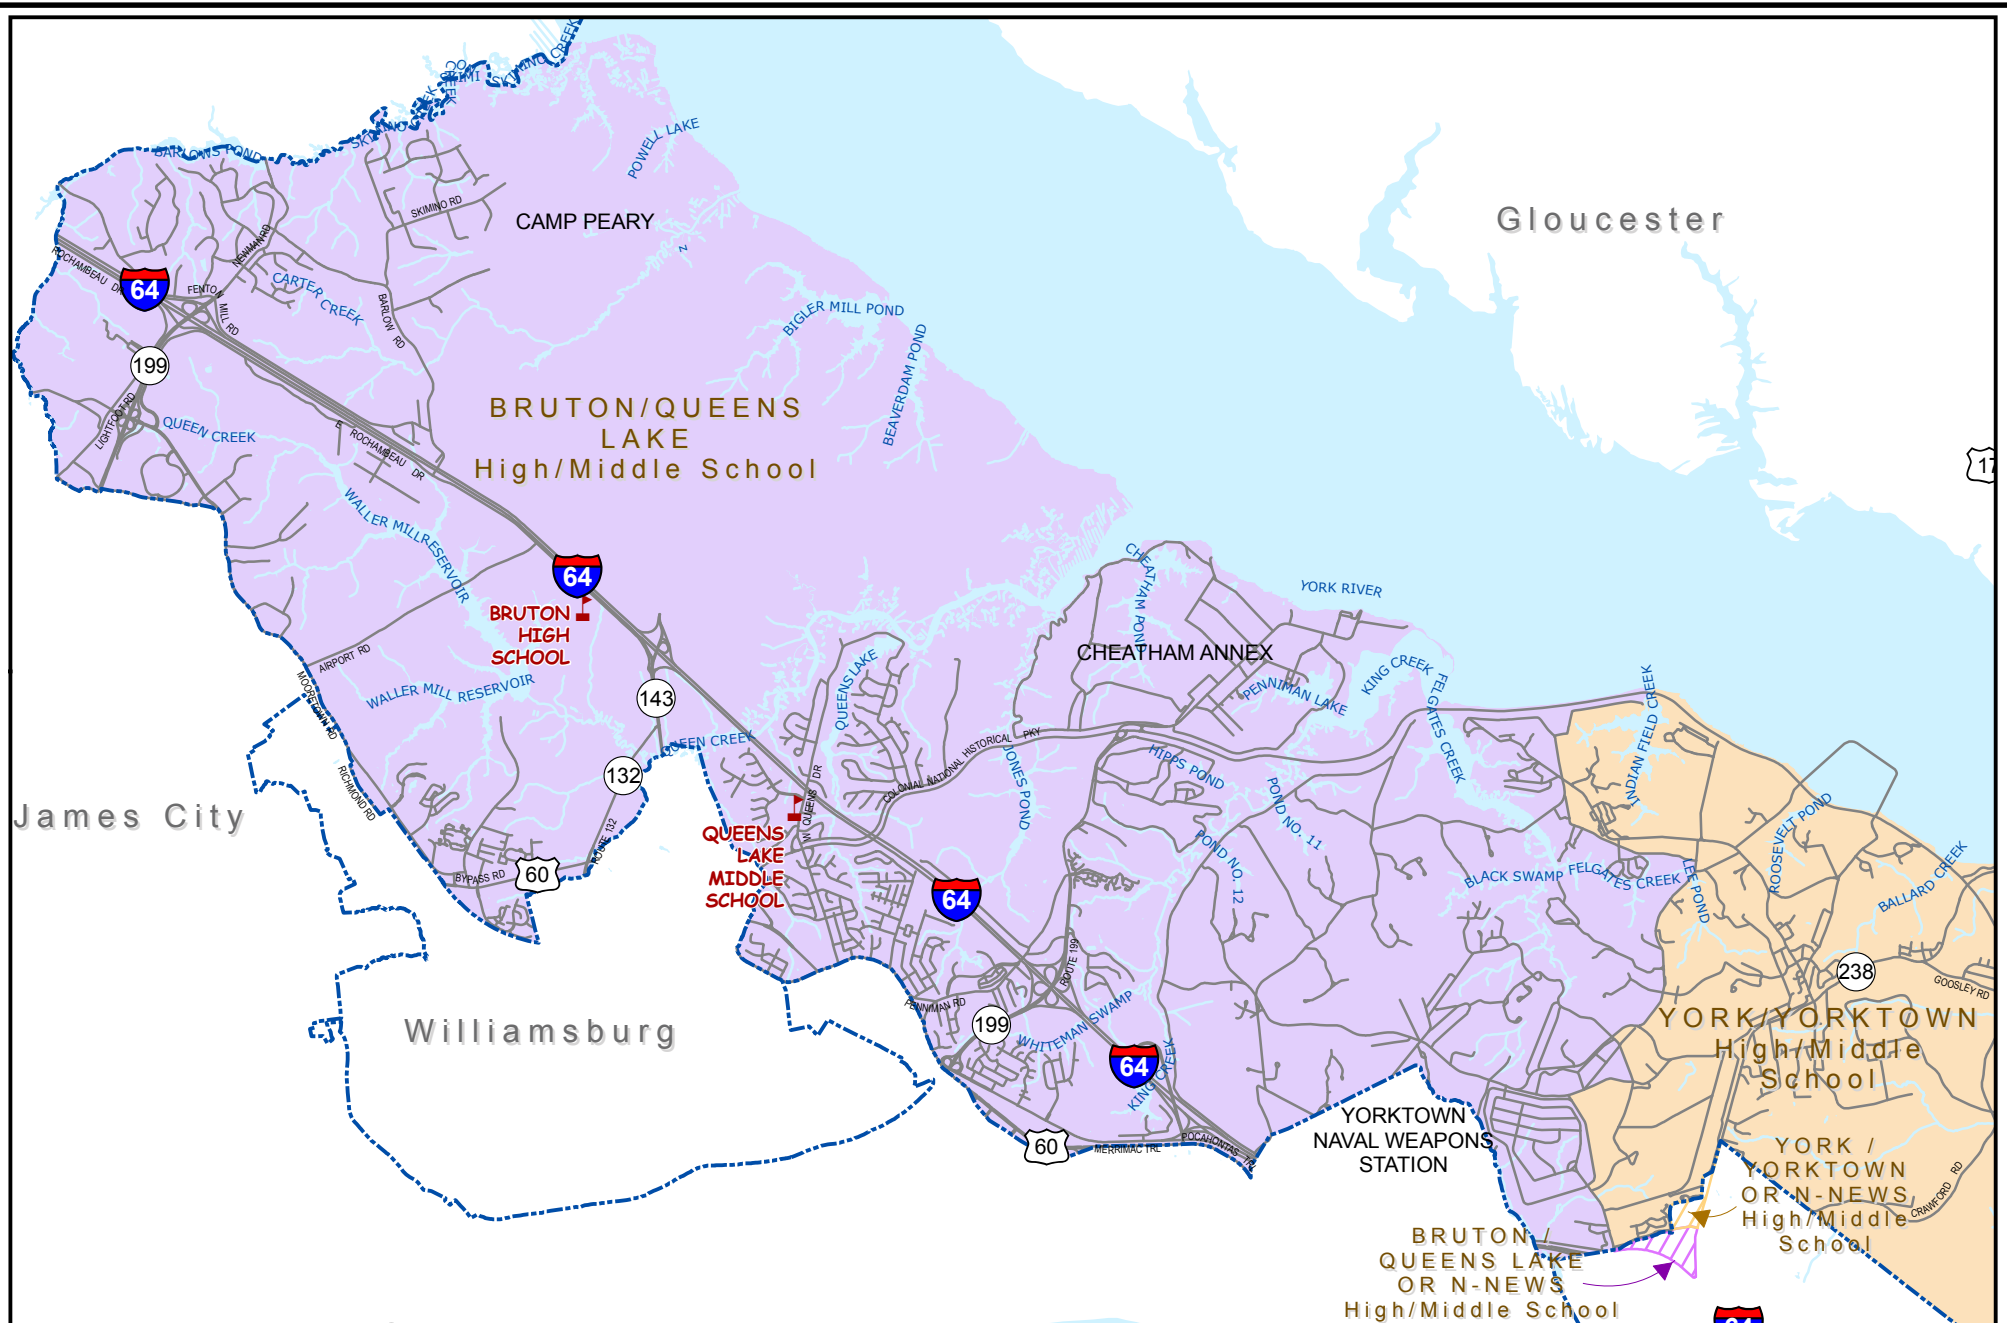 SKIMINO CREEK
SKIMINO CREEK
BARLOWS POND
POWELL LAKE
SKIMINO RD
CAMP PEARY
Gloucester
NEWMAN RD
ROCHAMBEAU DR
64
FENTON MILL RD
CARTER CREEK
BARLOW RD
BIGLER MILL POND
BEAVERDAM POND
199
LIGHTFOOT RD
QUEEN CREEK
BRUTON/QUEENS
LAKE
High/Middle School
E ROCHAMBEAU DR
17
WALLER MILL RESERVOIR
64
BRUTON
HIGH
SCHOOL
CHEATHAM POND
YORK RIVER
AIRPORT RD
MOORETOWN RD
WALLER MILL RESERVOIR
143
QUEENS LAKE
CHEATHAM ANNEX
PENNIMAN LAKE
KING CREEK
FELGATES CREEK
INDIAN FIELD CREEK
QUEEN CREEK
COLONIAL NATIONAL HISTORICAL PKY
JONES POND
HIPPS POND
POND NO. 11
132
RICHMOND RD
James City
N QUEENS DR
QUEENS
LAKE
MIDDLE
SCHOOL
ROUTE 132
BYPASS RD
60
POND NO. 12
ROOSEVELT POND
BLACK SWAMP
FELGATES CREEK
LEE POND
BALLARD CREEK
64
ROUTE 199
238
GOOSLEY RD
PENNIMAN RD
199
WHITEMAN SWAMP
Williamsburg
YORK/YORKTOWN
High/Middle
School
64
KING CREEK
60
MERRIMAC TRL
POCAHONTAS TRL
YORKTOWN
NAVAL WEAPONS
STATION
YORK /
YORKTOWN
OR N-NEWS
High/Middle
School
CRAWFORD RD
BRUTON /
QUEENS LAKE
OR N-NEWS
High/Middle School
64